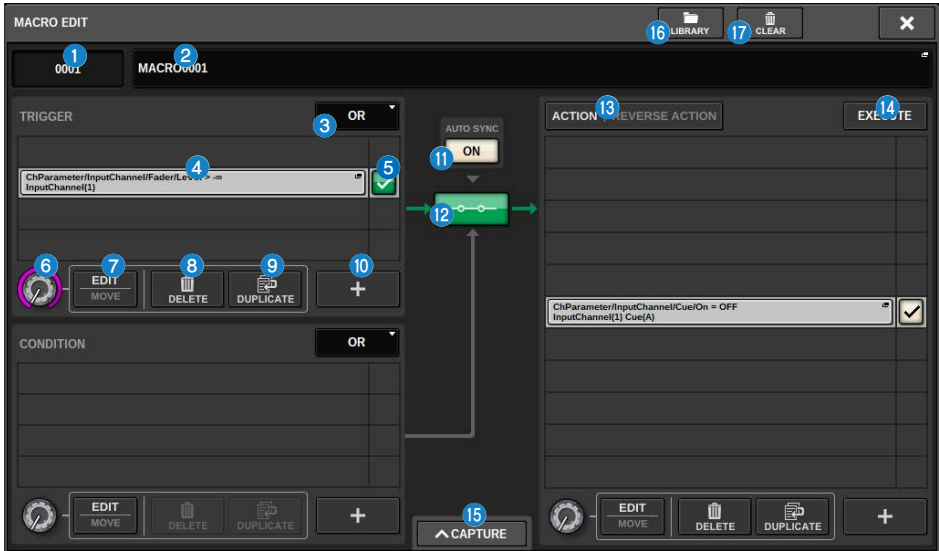 MACRO EDIT
16 LIBRARY
17 CLEAR
1
0001
2
MACRO0001
TRIGGER
3
OR
4
5
ChParameter/InputChannel/Fader/Level > -∞
InputChannel(1)
6
7
EDIT
MOVE
8
DELETE
9
DUPLICATE
10
+
CONDITION
OR
EDIT
MOVE
DELETE
DUPLICATE
+
AUTO SYNC
11
ON
12
15
CAPTURE
ACTION
13
REVERSE ACTION
14
EXECUTE
ChParameter/InputChannel/Cue/On = OFF
InputChannel(1) Cue(A)
EDIT
MOVE
DELETE
DUPLICATE
+